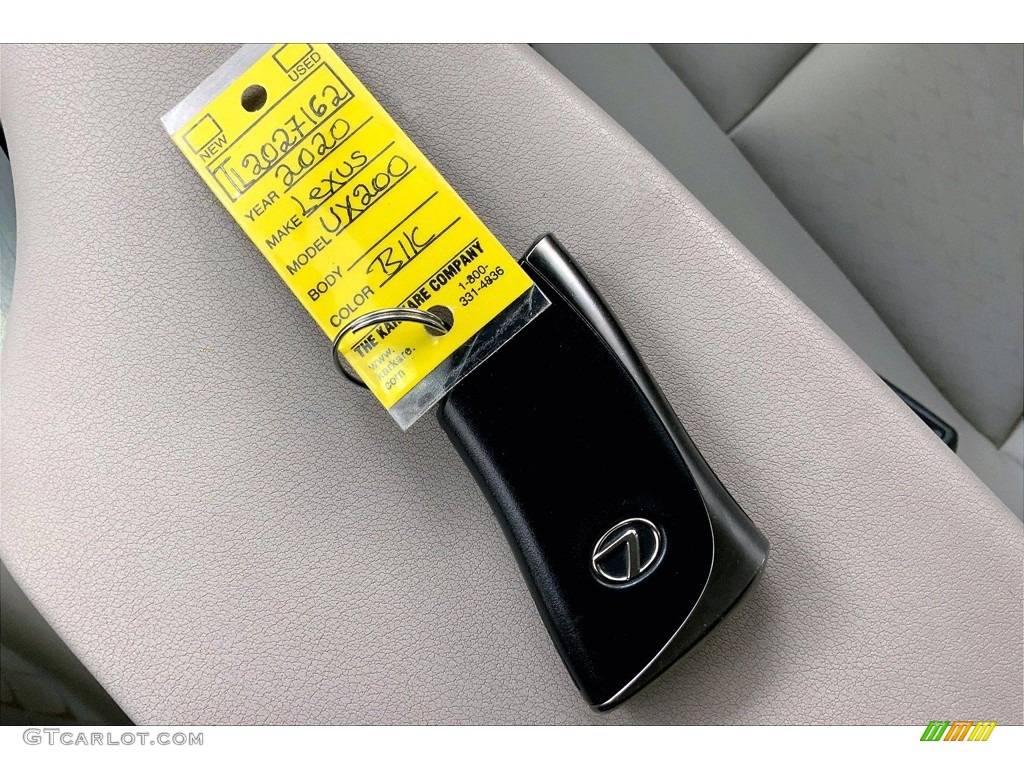 USED
NEW
TL2027162
YEAR 2020
MAKE Lexus
MODEL UX200
BODY
COLOR Blk
THE KARKARE COMPANY
www.
karkare.
com
1-800-
331-4836
GTcarlot.com